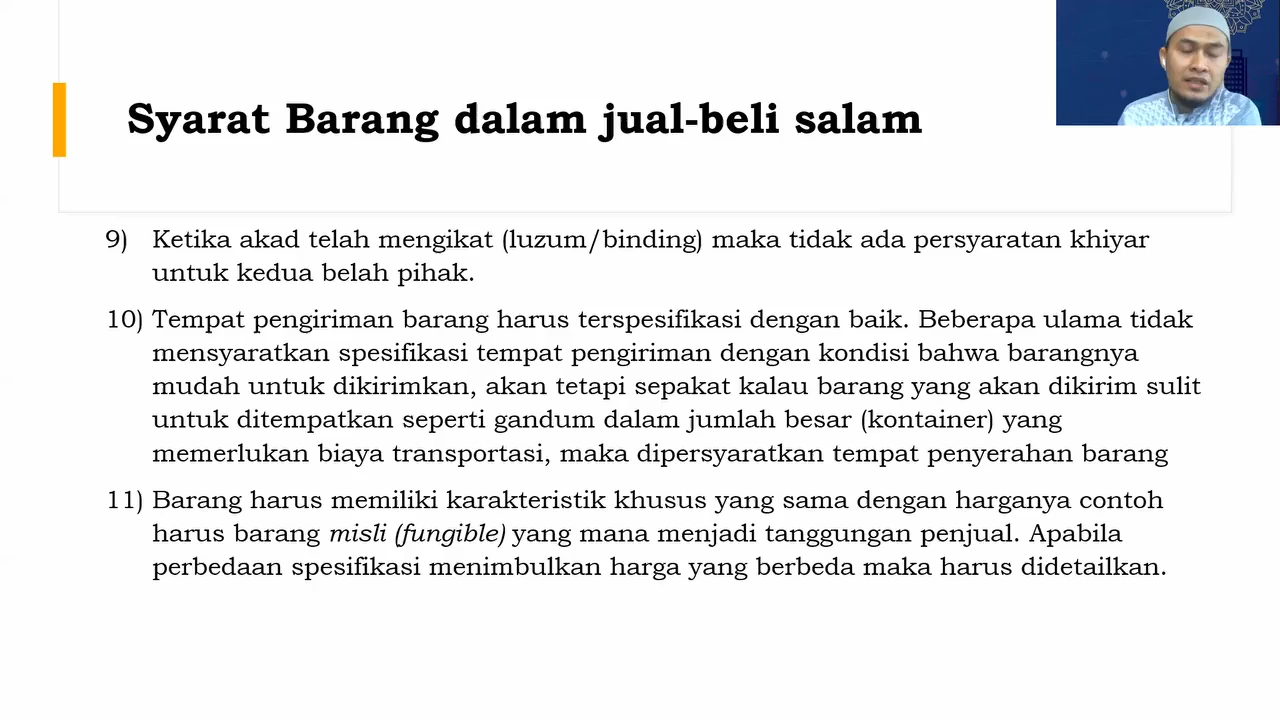 Syarat Barang dalam jual-beli salam
9) Ketika akad telah mengikat (luzum/binding) maka tidak ada persyaratan khiyar
untuk kedua belah pihak.
10) Tempat pengiriman barang harus terspesifikasi dengan baik. Beberapa ulama tidak
mensyaratkan spesifikasi tempat pengiriman dengan kondisi bahwa barangnya
mudah untuk dikirimkan, akan tetapi sepakat kalau barang yang akan dikirim sulit
untuk ditempatkan seperti gandum dalam jumlah besar (kontainer) yang
memerlukan biaya transportasi, maka dipersyaratkan tempat penyerahan barang
11) Barang harus memiliki karakteristik khusus yang sama dengan harganya contoh
harus barang misli (fungible) yang mana menjadi tanggungan penjual. Apabila
perbedaan spesifikasi menimbulkan harga yang berbeda maka harus didetailkan.